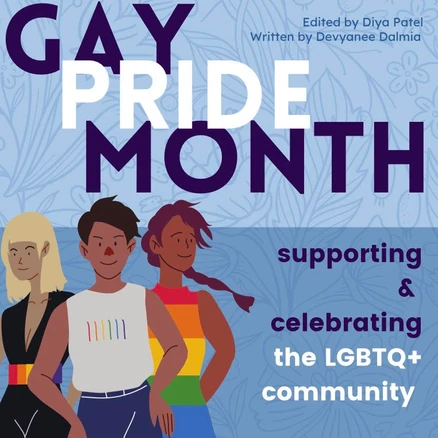 GAY
Edited by Diya Patel
Written by Devyanee Dalmia
PRIDE
MONTH
supporting
&
celebrating
the LGBTQ+
community